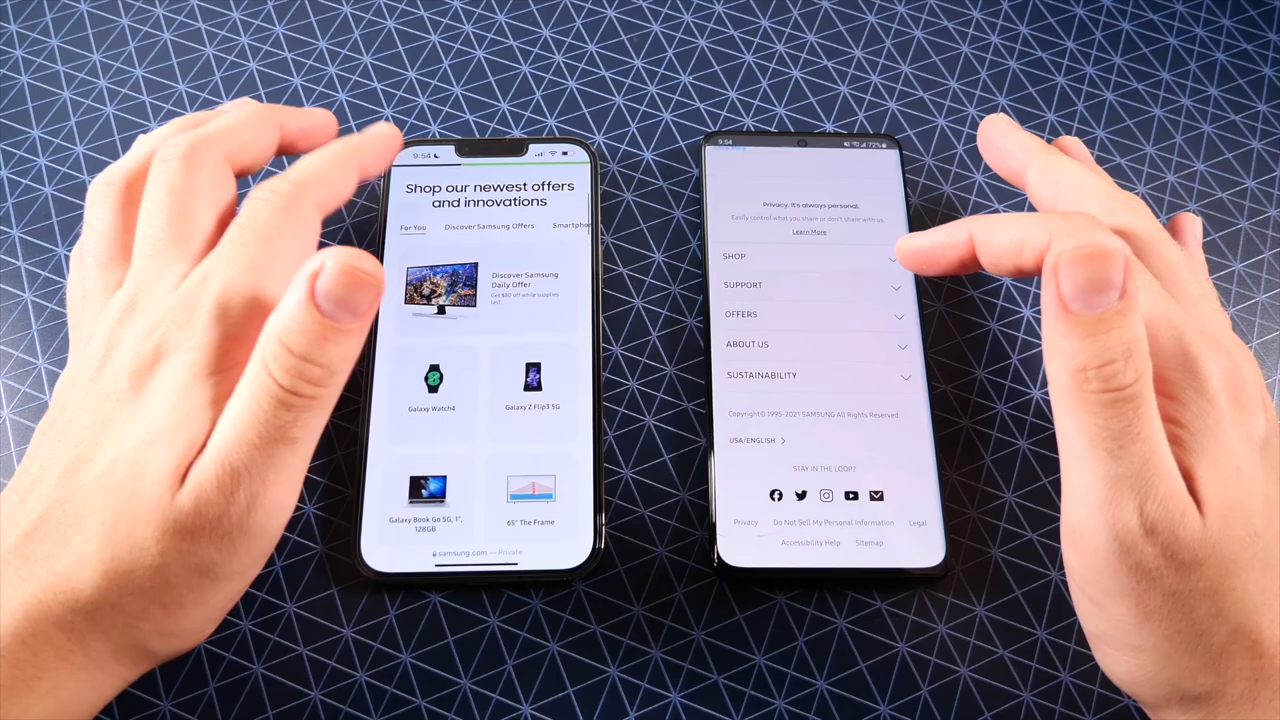 9:54
Shop our newest offers
and innovations
For You
Discover Samsung Offers
Smartpho
Discover Samsung
Daily Offer
Get $80 off while supplies
last.
Galaxy Watch4
Galaxy Z Flip3 5G
Galaxy Book Go 5G, 1",
128GB
65" The Frame
samsung.com — Private
9:54
72%
Privacy. It's always personal.
Easily control what you share or don't share with us.
Learn More
SHOP
SUPPORT
OFFERS
ABOUT US
SUSTAINABILITY
Copyright© 1995-2021 SAMSUNG All Rights Reserved.
USA/ENGLISH
STAY IN THE LOOP?
Privacy
Do Not Sell My Personal Information
Legal
Accessibility Help
Sitemap